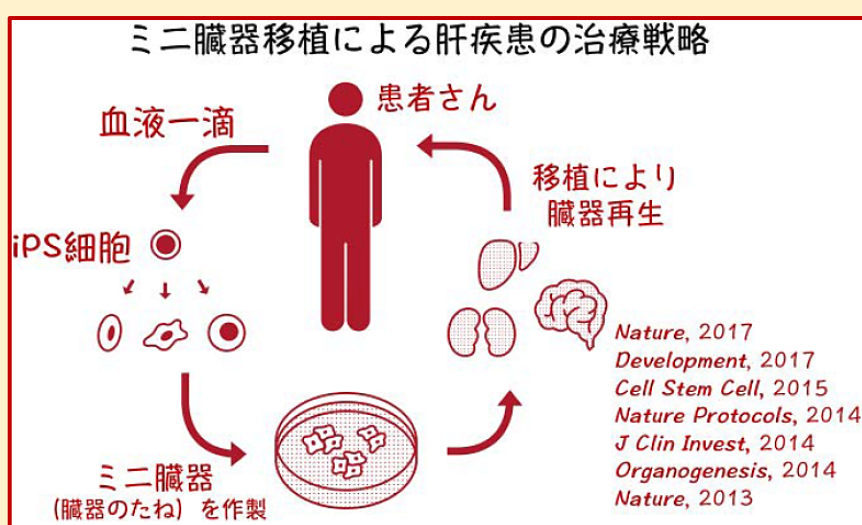 ミニ臓器移植による肝疾患の治療戦略
患者さん
血液一滴
移植により
臓器再生
iPS細胞
ミニ臓器
(臓器のたね) を作製
Nature, 2017
Development, 2017
Cell Stem Cell, 2015
Nature Protocols, 2014
J Clin Invest, 2014
Organogenesis, 2014
Nature, 2013